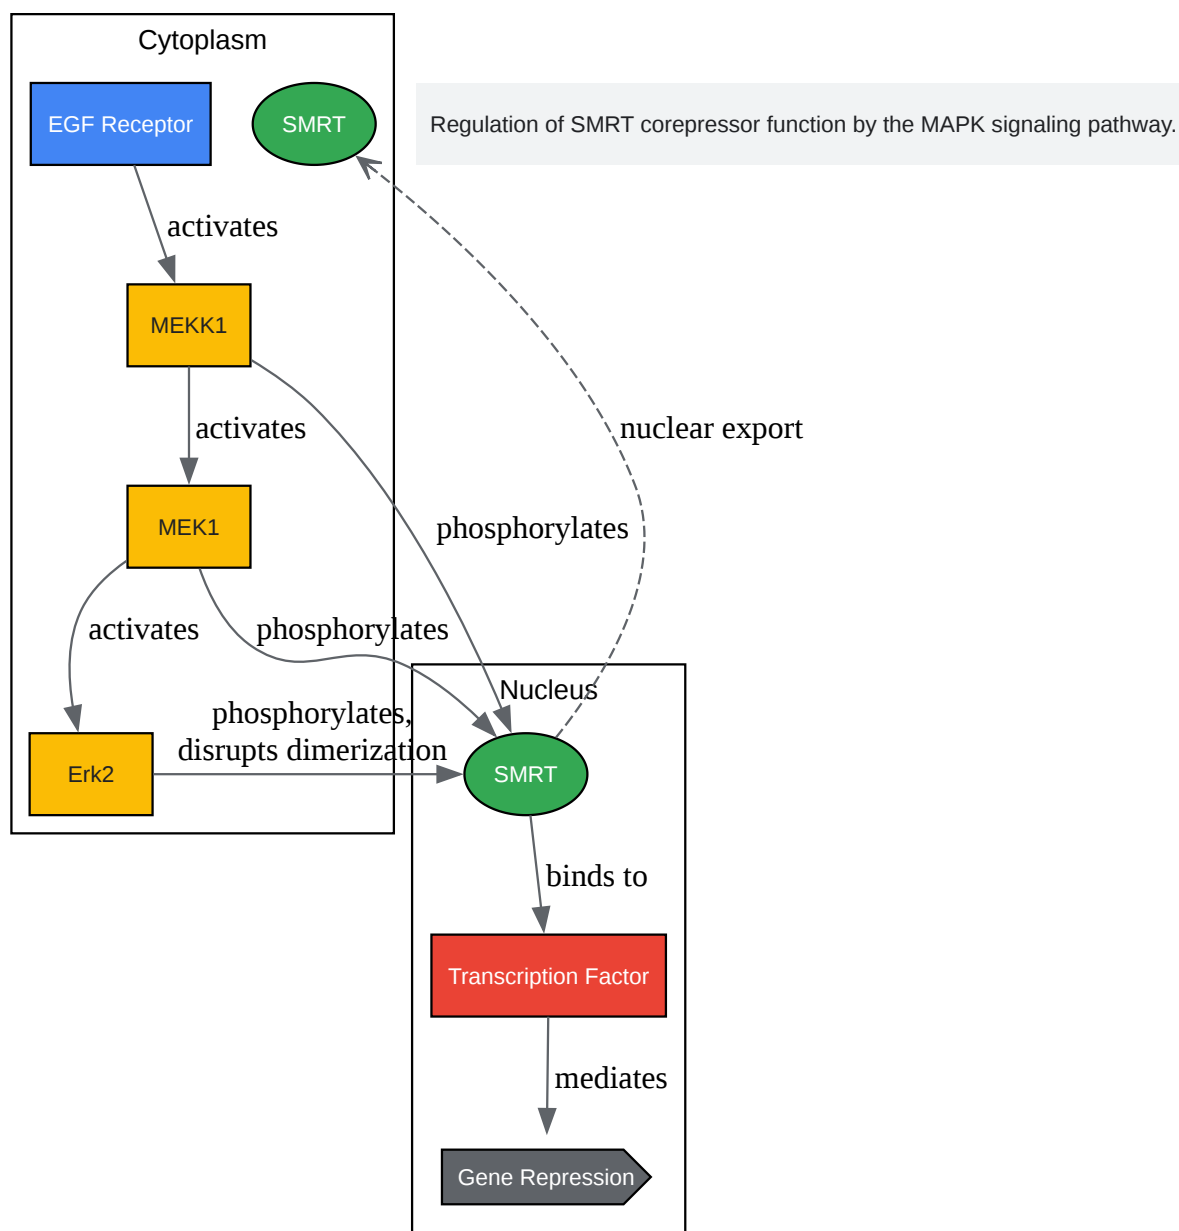 Cytoplasm
EGF Receptor
SMRT
Regulation of SMRT corepressor function by the MAPK signaling pathway.
activates
MEKK1
activates
nuclear export
MEK1
phosphorylates
activates
phosphorylates
Nucleus
phosphorylates,
disrupts dimerization
Erk2
SMRT
binds to
Transcription Factor
mediates
Gene Repression